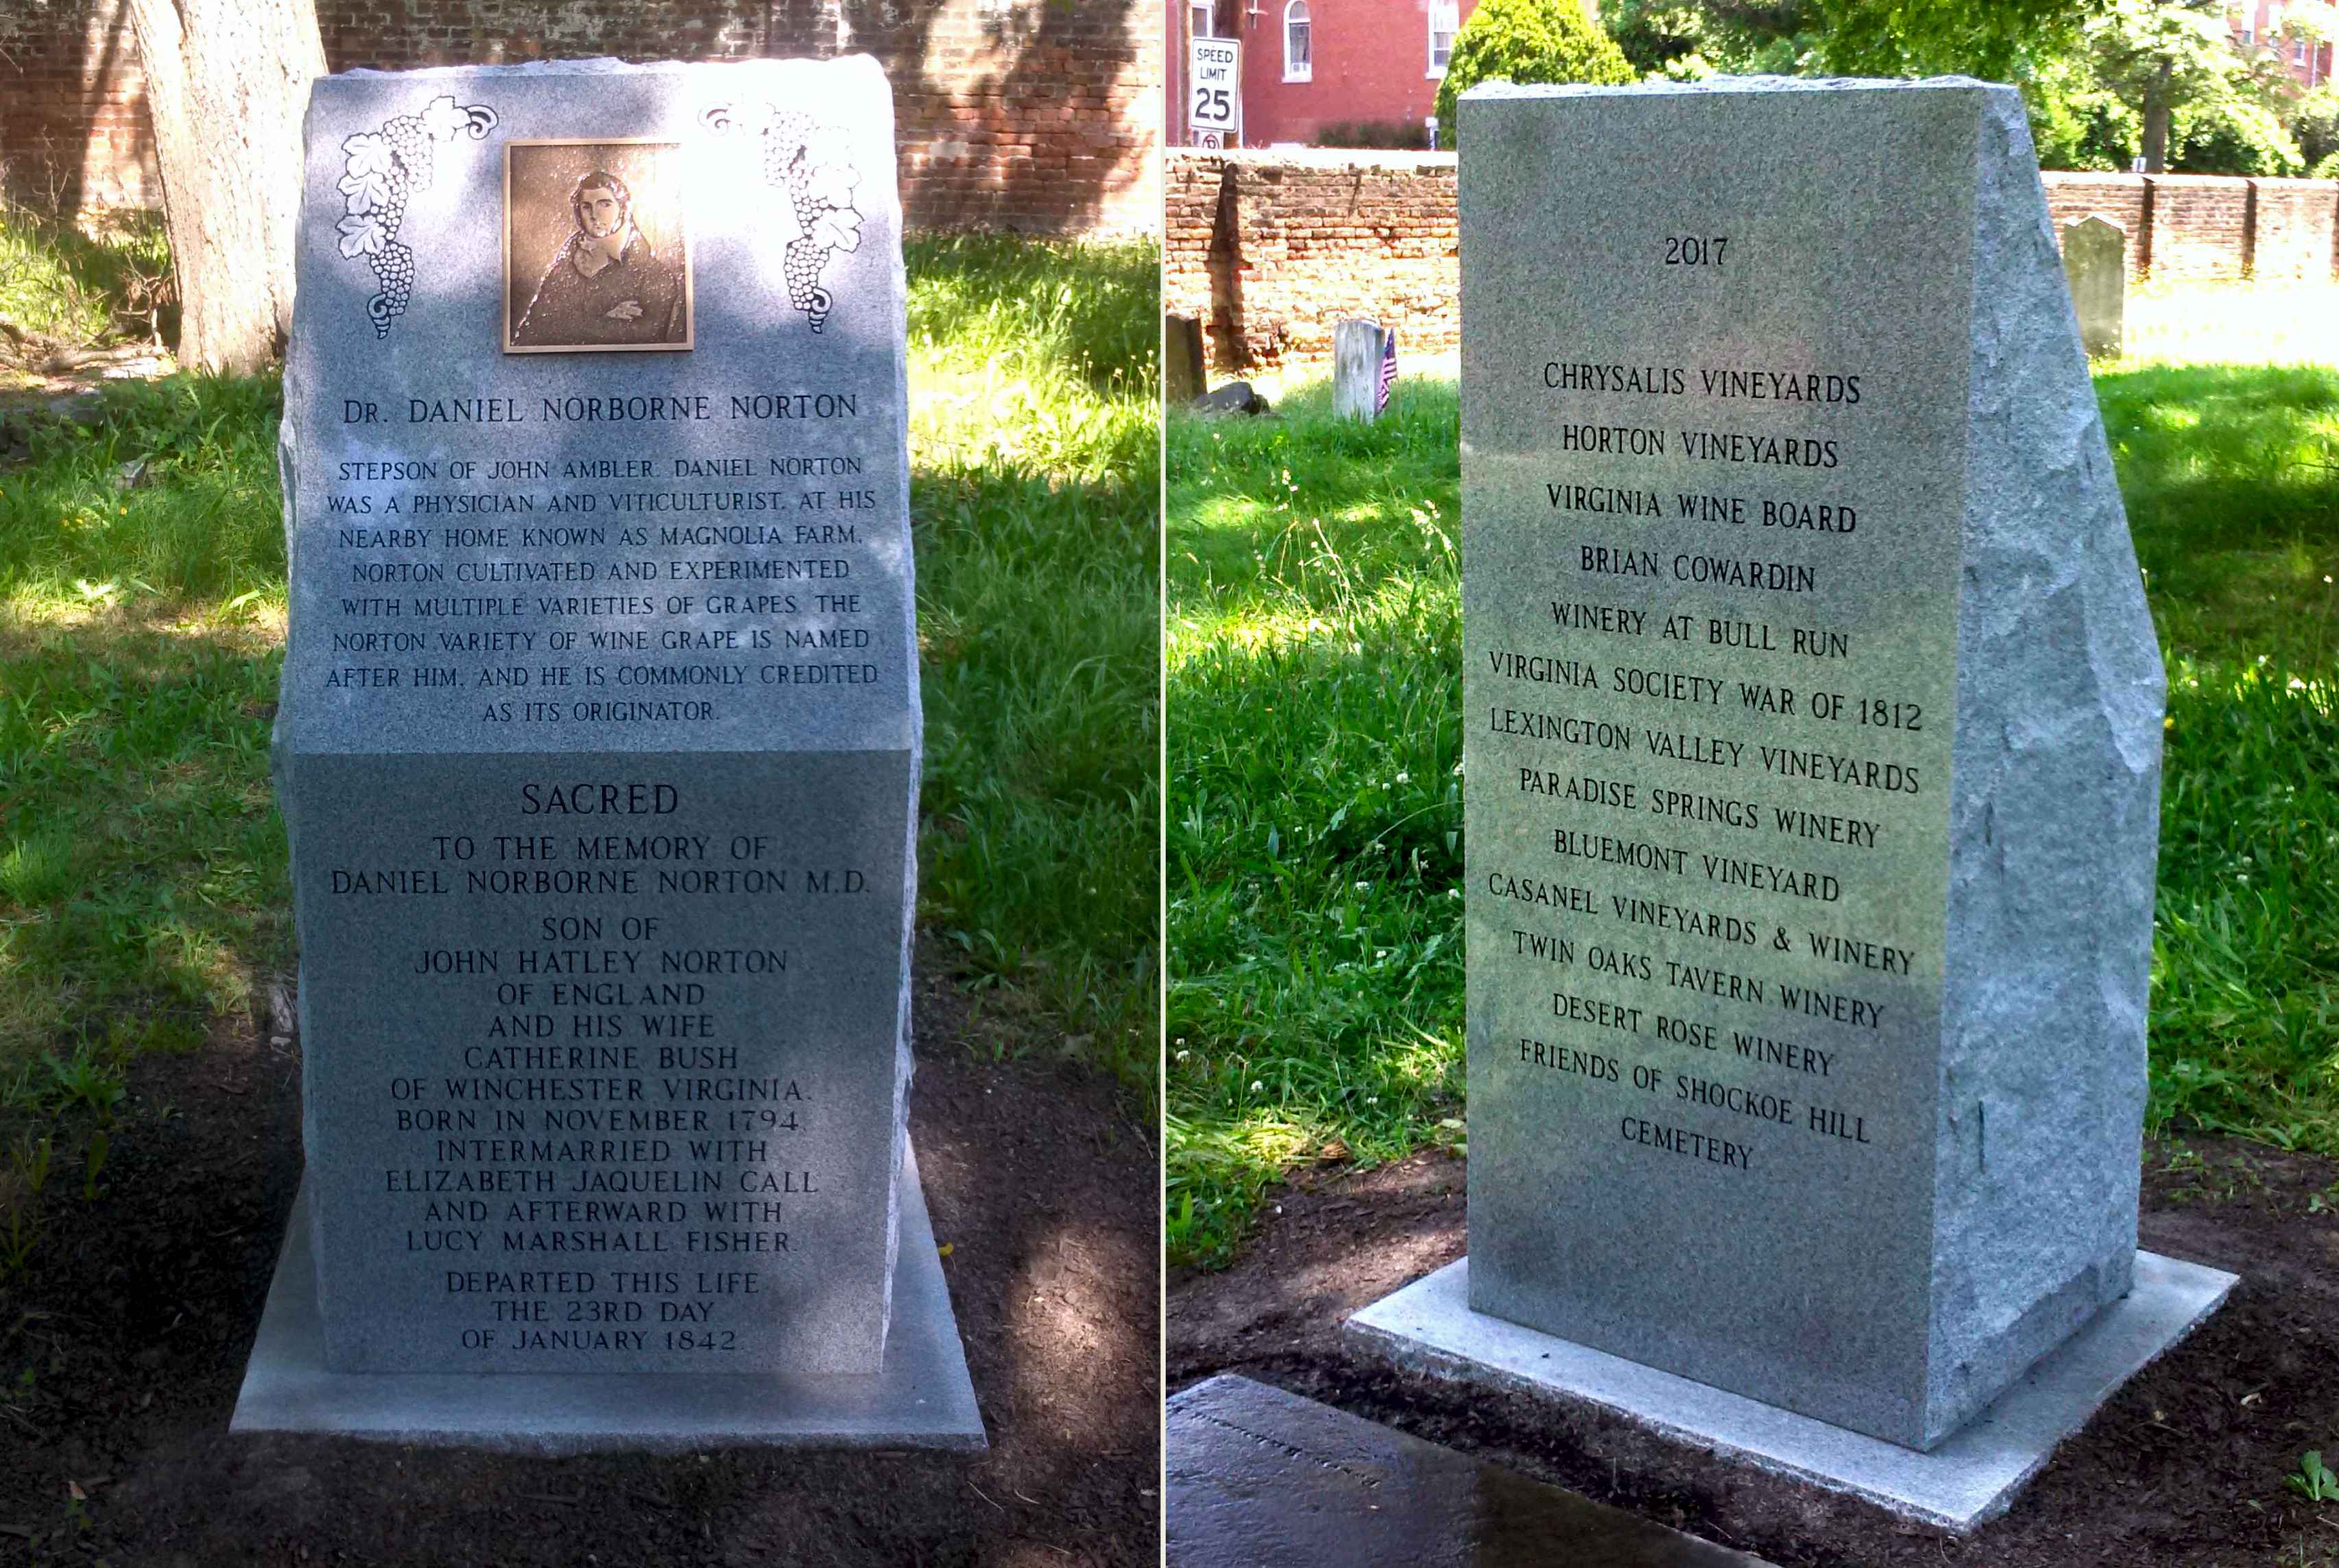 Dr. DANIEL NORBORNE NORTON
STEPSON OF JOHN AMBLER, DANIEL NORTON
WAS A PHYSICIAN AND VITICULTURIST. AT HIS
NEARBY HOME KNOWN AS MAGNOLIA FARM,
NORTON CULTIVATED AND EXPERIMENTED
WITH MULTIPLE VARIETIES OF GRAPES. THE
NORTON VARIETY OF WINE GRAPE IS NAMED
AFTER HIM, AND HE IS COMMONLY CREDITED
AS ITS ORIGINATOR.
SACRED
TO THE MEMORY OF
DANIEL NORBORNE NORTON M.D.
SON OF
JOHN HATLEY NORTON
OF ENGLAND
AND HIS WIFE
CATHERINE BUSH
OF WINCHESTER VIRGINIA.
BORN IN NOVEMBER 1794.
INTERMARRIED WITH
ELIZABETH JAQUELIN CALL
AND AFTERWARD WITH
LUCY MARSHALL FISHER.
DEPARTED THIS LIFE
THE 23RD DAY
OF JANUARY 1842
SPEED
LIMIT
25
2017
CHRYSALIS VINEYARDS
HORTON VINEYARDS
VIRGINIA WINE BOARD
BRIAN COWARDIN
WINERY AT BULL RUN
VIRGINIA SOCIETY WAR OF 1812
LEXINGTON VALLEY VINEYARDS
PARADISE SPRINGS WINERY
BLUEMONT VINEYARD
CASANEL VINEYARDS & WINERY
TWIN OAKS TAVERN WINERY
DESERT ROSE WINERY
FRIENDS OF SHOCKOE HILL
CEMETERY